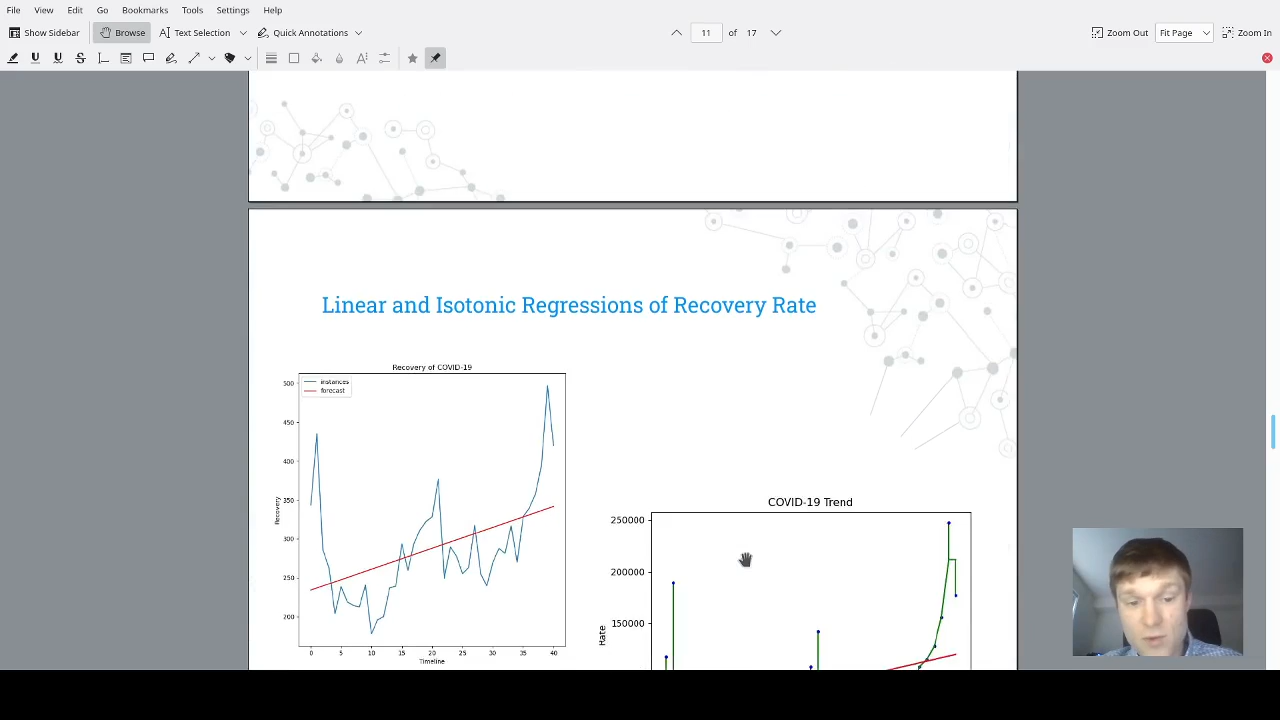 File View Edit Go Bookmarks Tools Settings Help
Show Sidebar Browse Text Selection Quick Annotations 11 of 17 Zoom Out Fit Page Zoom In
Linear and Isotonic Regressions of Recovery Rate
Recovery of COVID-19
instances
forecast
500
450
400
350
300
250
200
Recovery
0 5 10 15 20 25 30 35 40
Timeline
COVID-19 Trend
250000
200000
150000
Rate